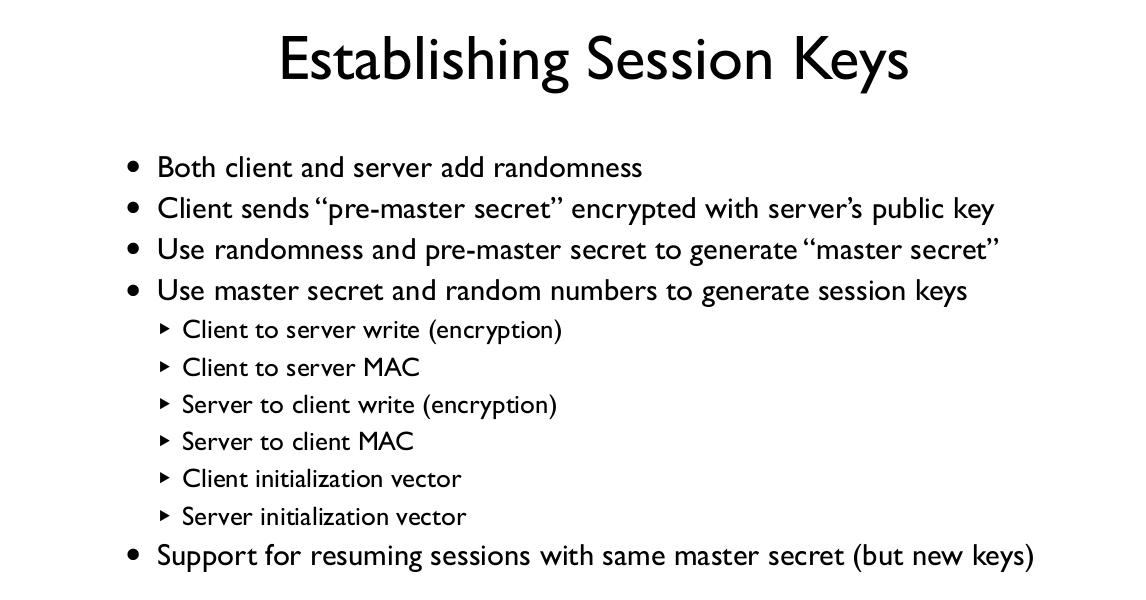 Establishing Session Keys
• Both client and server add randomness
• Client sends “pre-master secret” encrypted with server’s public key
• Use randomness and pre-master secret to generate “master secret”
• Use master secret and random numbers to generate session keys
‣ Client to server write (encryption)
‣ Client to server MAC
‣ Server to client write (encryption)
‣ Server to client MAC
‣ Client initialization vector
‣ Server initialization vector
• Support for resuming sessions with same master secret (but new keys)